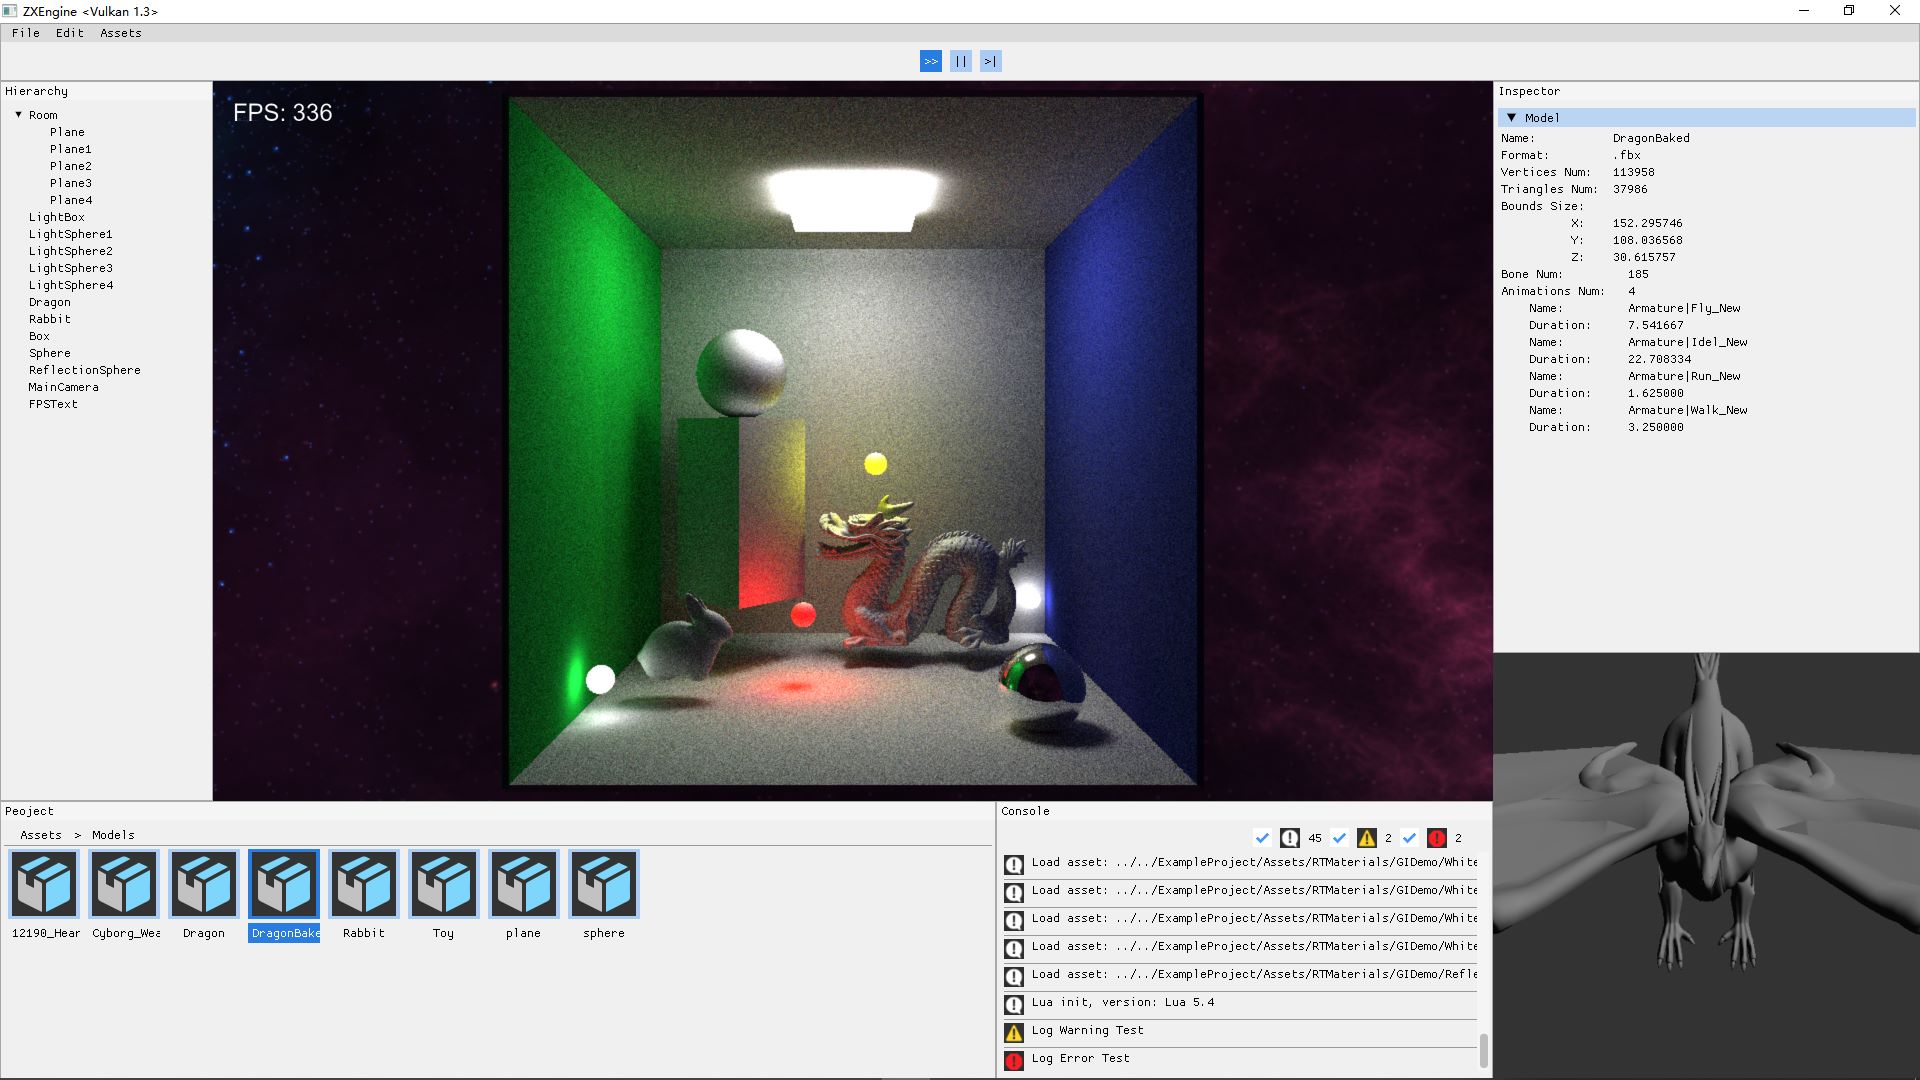 ZXEngine <Vulkan 1.3>
File Edit Assets
>> || >|
Hierarchy
Room
Plane
Plane1
Plane2
Plane3
Plane4
LightBox
LightSphere1
LightSphere2
LightSphere3
LightSphere4
Dragon
Rabbit
Box
Sphere
ReflectionSphere
MainCamera
FPSText
FPS: 336
Inspector
Model
Name: DragonBaked
Format: .fbx
Vertices Num: 113958
Triangles Num: 37986
Bounds Size:
X: 152.295746
Y: 108.036568
Z: 30.615757
Bone Num: 185
Animations Num: 4
Name: Armature|Fly_New
Duration: 7.541667
Name: Armature|Idel_New
Duration: 22.708334
Name: Armature|Run_New
Duration: 1.625000
Name: Armature|Walk_New
Duration: 3.250000
Peoject
Assets > Models
12190_Hear Cyborg_Wea Dragon DragonBake Rabbit Toy plane sphere
Console
45 2 2
Load asset: ../../ExampleProject/Assets/RTMaterials/GIDemo/White
Load asset: ../../ExampleProject/Assets/RTMaterials/GIDemo/White
Load asset: ../../ExampleProject/Assets/RTMaterials/GIDemo/White
Load asset: ../../ExampleProject/Assets/RTMaterials/GIDemo/White
Load asset: ../../ExampleProject/Assets/RTMaterials/GIDemo/Refle
Lua init, version: Lua 5.4
Log Warning Test
Log Error Test